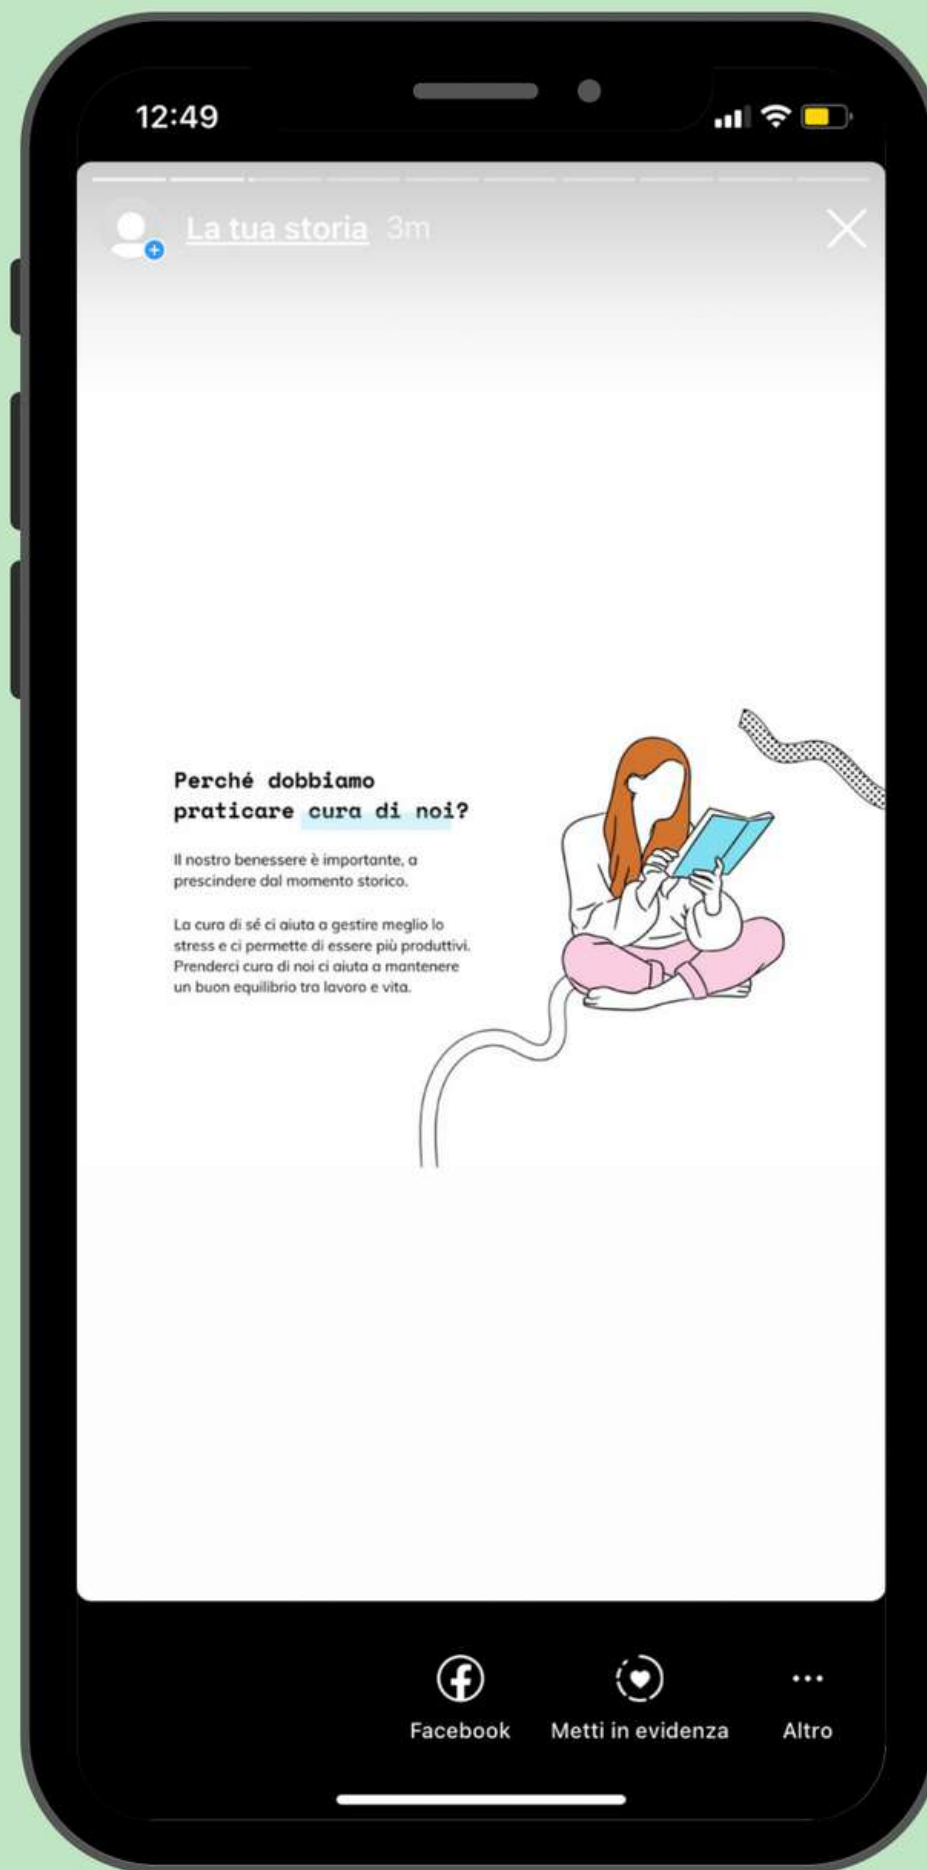 12:49
La tua storia 3m
Perché dobbiamo
praticare cura di noi?
Il nostro benessere è importante, a
prescindere dal momento storico.
La cura di sé ci aiuta a gestire meglio lo
stress e ci permette di essere più produttivi.
Prenderci cura di noi ci aiuta a mantenere
un buon equilibrio tra lavoro e vita.
Facebook Metti in evidenza Altro